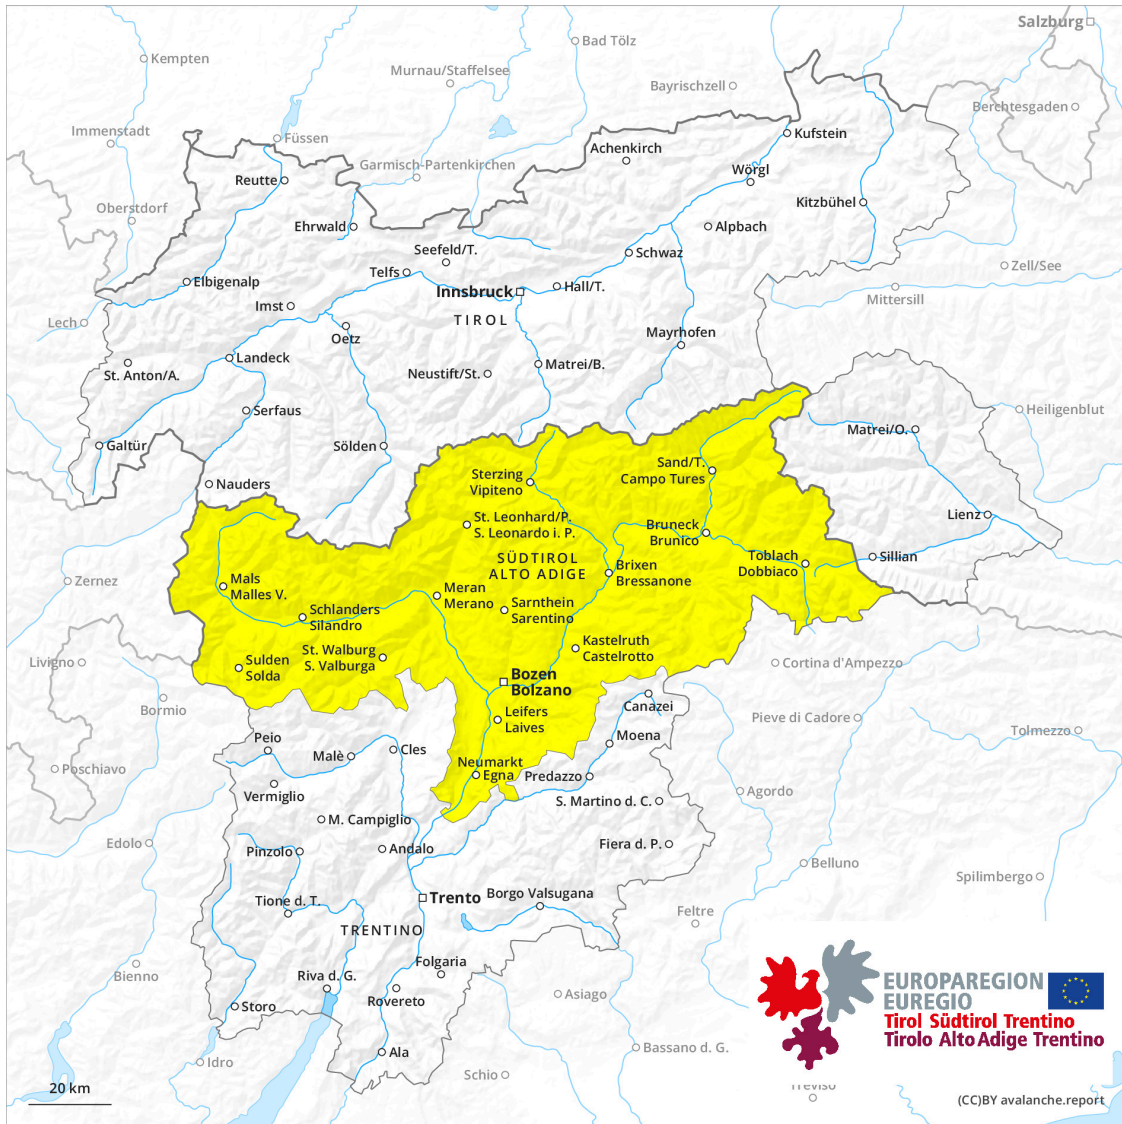 Salzburg
Bad Tölz
Kempten
Murnau/Staffelsee
Bayrischzell
Berchtesgaden
Immenstadt
Füssen
Kufstein
Achenkirch
Garmisch-Partenkirchen
Wörgl
Reutte
Oberstdorf
Kitzbühel
Ehrwald
Alpbach
Seefeld/T.
Schwaz
Zell/See
Telfs
Elbigenalp
Hall/T.
Innsbruck
Mittersill
Imst
TIROL
Lech
Mayrhofen
Oetz
Landeck
Matrei/B.
St. Anton/A.
Neustift/St.
Serfaus
Heiligenblut
Matrei/O.
Galtür
Sölden
Sand/T.
Campo Tures
Sterzing
Vipiteno
Nauders
Lienz
St. Leonhard/P.
S. Leonardo i. P.
Bruneck
Brunico
SÜDTIROL
ALTO ADIGE
Toblach
Dobbiaco
Sillian
Brixen
Bressanone
Zernez
Mals
Malles V.
Meran
Merano
Sarnthein
Sarentino
Schlanders
Silandro
Kastelruth
Castelrotto
St. Walburg
S. Valburga
Livigno
Sulden
Solda
Cortina d'Ampezzo
Bozen
Bolzano
Bormio
Canazei
Leifers
Laives
Pieve di Cadore
Tolmezzo
Moena
Peio
Malè
Cles
Neumarkt
Egna
Predazzo
Poschiavo
Vermiglio
Agordo
S. Martino d. C.
M. Campiglio
Edolo
Pinzolo
Andalo
Fiera d. P.
Belluno
Spilimbergo
Trento
Borgo Valsugana
Tione d. T.
Feltre
TRENTINO
Folgaria
Bienno
Riva d. G.
Rovereto
Asiago
Storo
EUROPAREGION
EUREGIO
Tirol Südtirol Trentino
Tirolo Alto Adige Trentino
Ala
Bassano d. G.
Idro
Schio
Treviso
20 km
(CC)BY avalanche.report